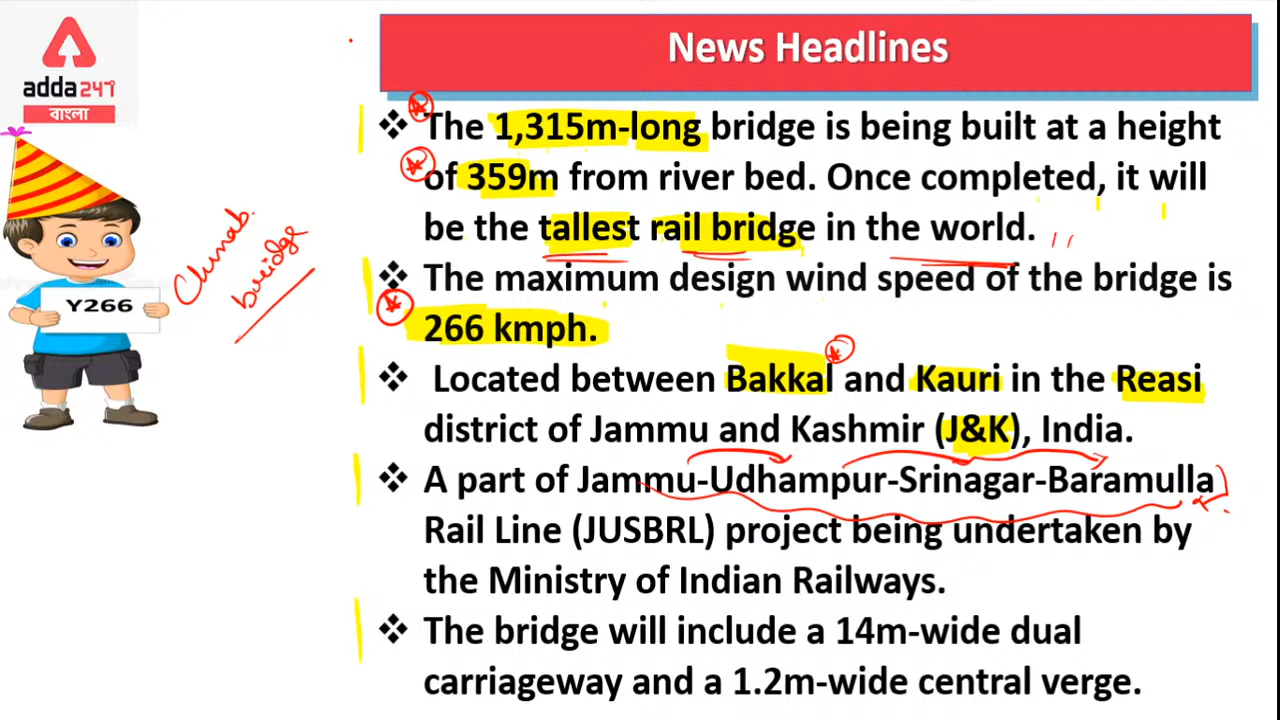 adda247
বাংলা
News Headlines
❖ The 1,315m-long bridge is being built at a height
of 359m from river bed. Once completed, it will
be the tallest rail bridge in the world.
❖ The maximum design wind speed of the bridge is
266 kmph.
❖ Located between Bakkal and Kauri in the Reasi
district of Jammu and Kashmir (J&K), India.
❖ A part of Jammu-Udhampur-Srinagar-Baramulla
Rail Line (JUSBRL) project being undertaken by
the Ministry of Indian Railways.
❖ The bridge will include a 14m-wide dual
carriageway and a 1.2m-wide central verge.
Chenab
bridge
Y266